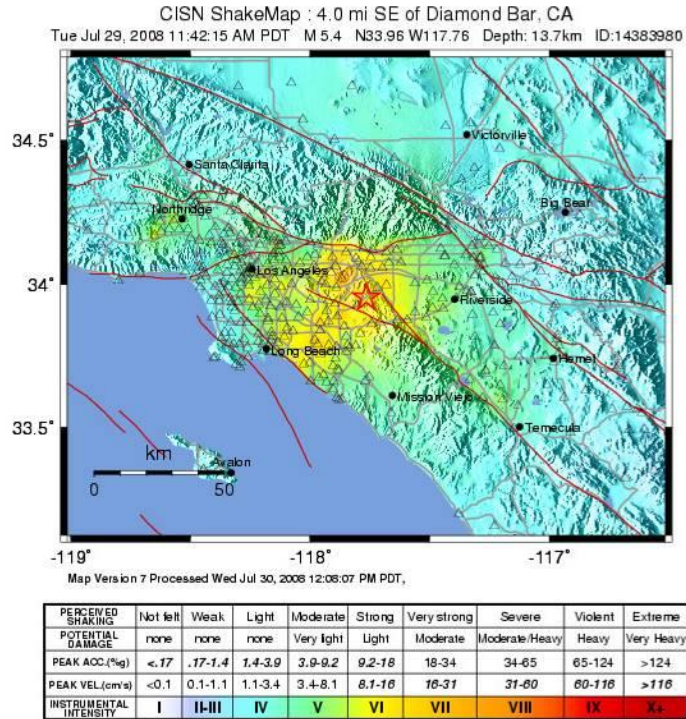 CISN ShakeMap : 4.0 mi SE of Diamond Bar, CA
Tue Jul 29, 2008 11:42:15 AM PDT M 5.4 N33.96 W117.76 Depth: 13.7km ID:14383980
34.5°
Victorville
Santa Clarita
Big Bear
Northridge
34°
Los Angeles
Riverside
Long Beach
Hemet
Mission Viejo
33.5°
Temecula
km
Avalon
0 50
-119° -118° -117°
Map Version 7 Processed Wed Jul 30, 2008 12:08:07 PM PDT,
PERCEIVED SHAKING Not felt Weak Light Moderate Strong Very strong Severe Violent Extreme
POTENTIAL DAMAGE none none none Very light Light Moderate Moderate/Heavy Heavy Very Heavy
PEAK ACC.(%g) <.17 .17-1.4 1.4-3.9 3.9-9.2 9.2-18 18-34 34-65 65-124 >124
PEAK VEL.(cm/s) <0.1 0.1-1.1 1.1-3.4 3.4-8.1 8.1-16 16-31 31-60 60-116 >116
INSTRUMENTAL INTENSITY I II-III IV V VI VII VIII IX X+